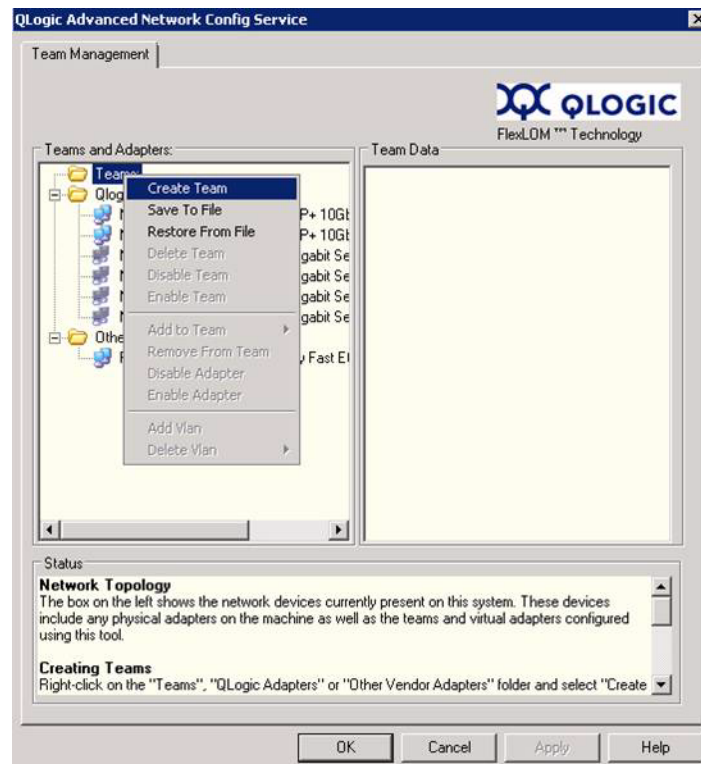 QLogic Advanced Network Config Service
Team Management
QLOGIC
FlexLOM ™ Technology
Teams and Adapters:
Team Data
Teams
Create Team
Save To File
Restore From File
Delete Team
Disable Team
Enable Team
Add to Team
Remove From Team
Disable Adapter
Enable Adapter
Add Vlan
Delete Vlan
Qlog
P+ 10Gb
P+ 10Gb
gabit Se
gabit Se
gabit Se
gabit Se
Othe
y Fast Et
Status
Network Topology
The box on the left shows the network devices currently present on this system. These devices
include any physical adapters on the machine as well as the teams and virtual adapters configured
using this tool.
Creating Teams
Right-click on the "Teams", "QLogic Adapters" or "Other Vendor Adapters" folder and select "Create
OK
Cancel
Apply
Help